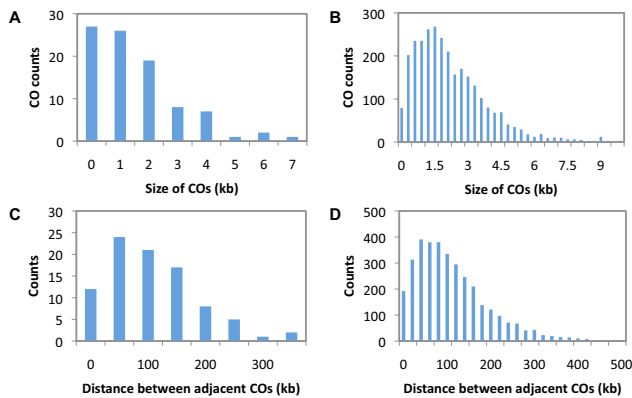 A
30
20
10
0
CO counts
0 1 2 3 4 5 6 7
Size of COs (kb)
B
300
200
100
0
CO counts
0 1.5 3 4.5 6 7.5 9
Size of COs (kb)
C
30
25
20
15
10
5
0
Counts
0 100 200 300
Distance between adjacent COs (kb)
D
500
400
300
200
100
0
Counts
0 100 200 300 400 500
Distance between adjacent COs (kb)